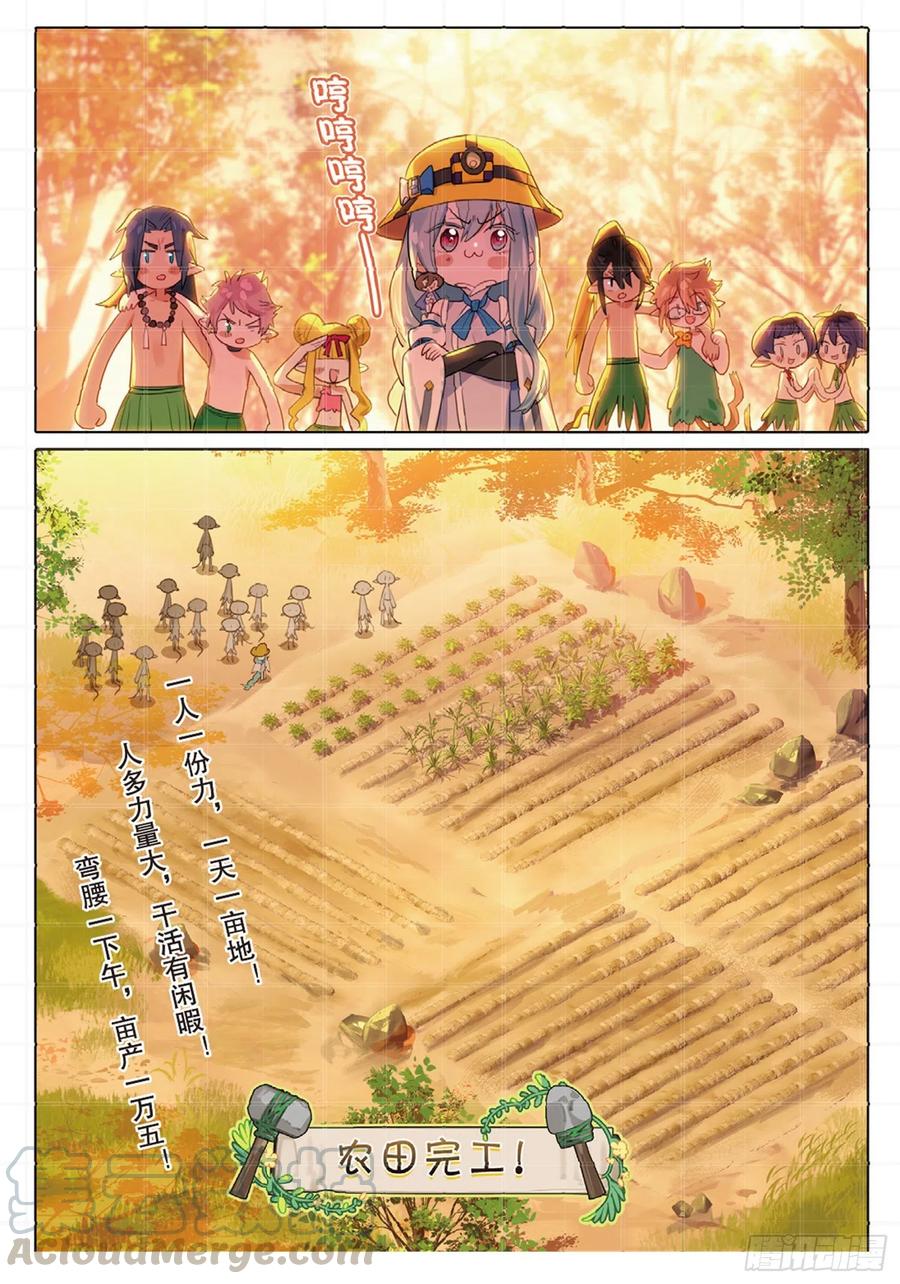 哼哼哼哼—
一人一份力，一天一亩地！
人多力量大，干活有闲暇！
弯腰一下午，亩产一万五！
农田完工！
AcloudMerge.com
腾讯动漫